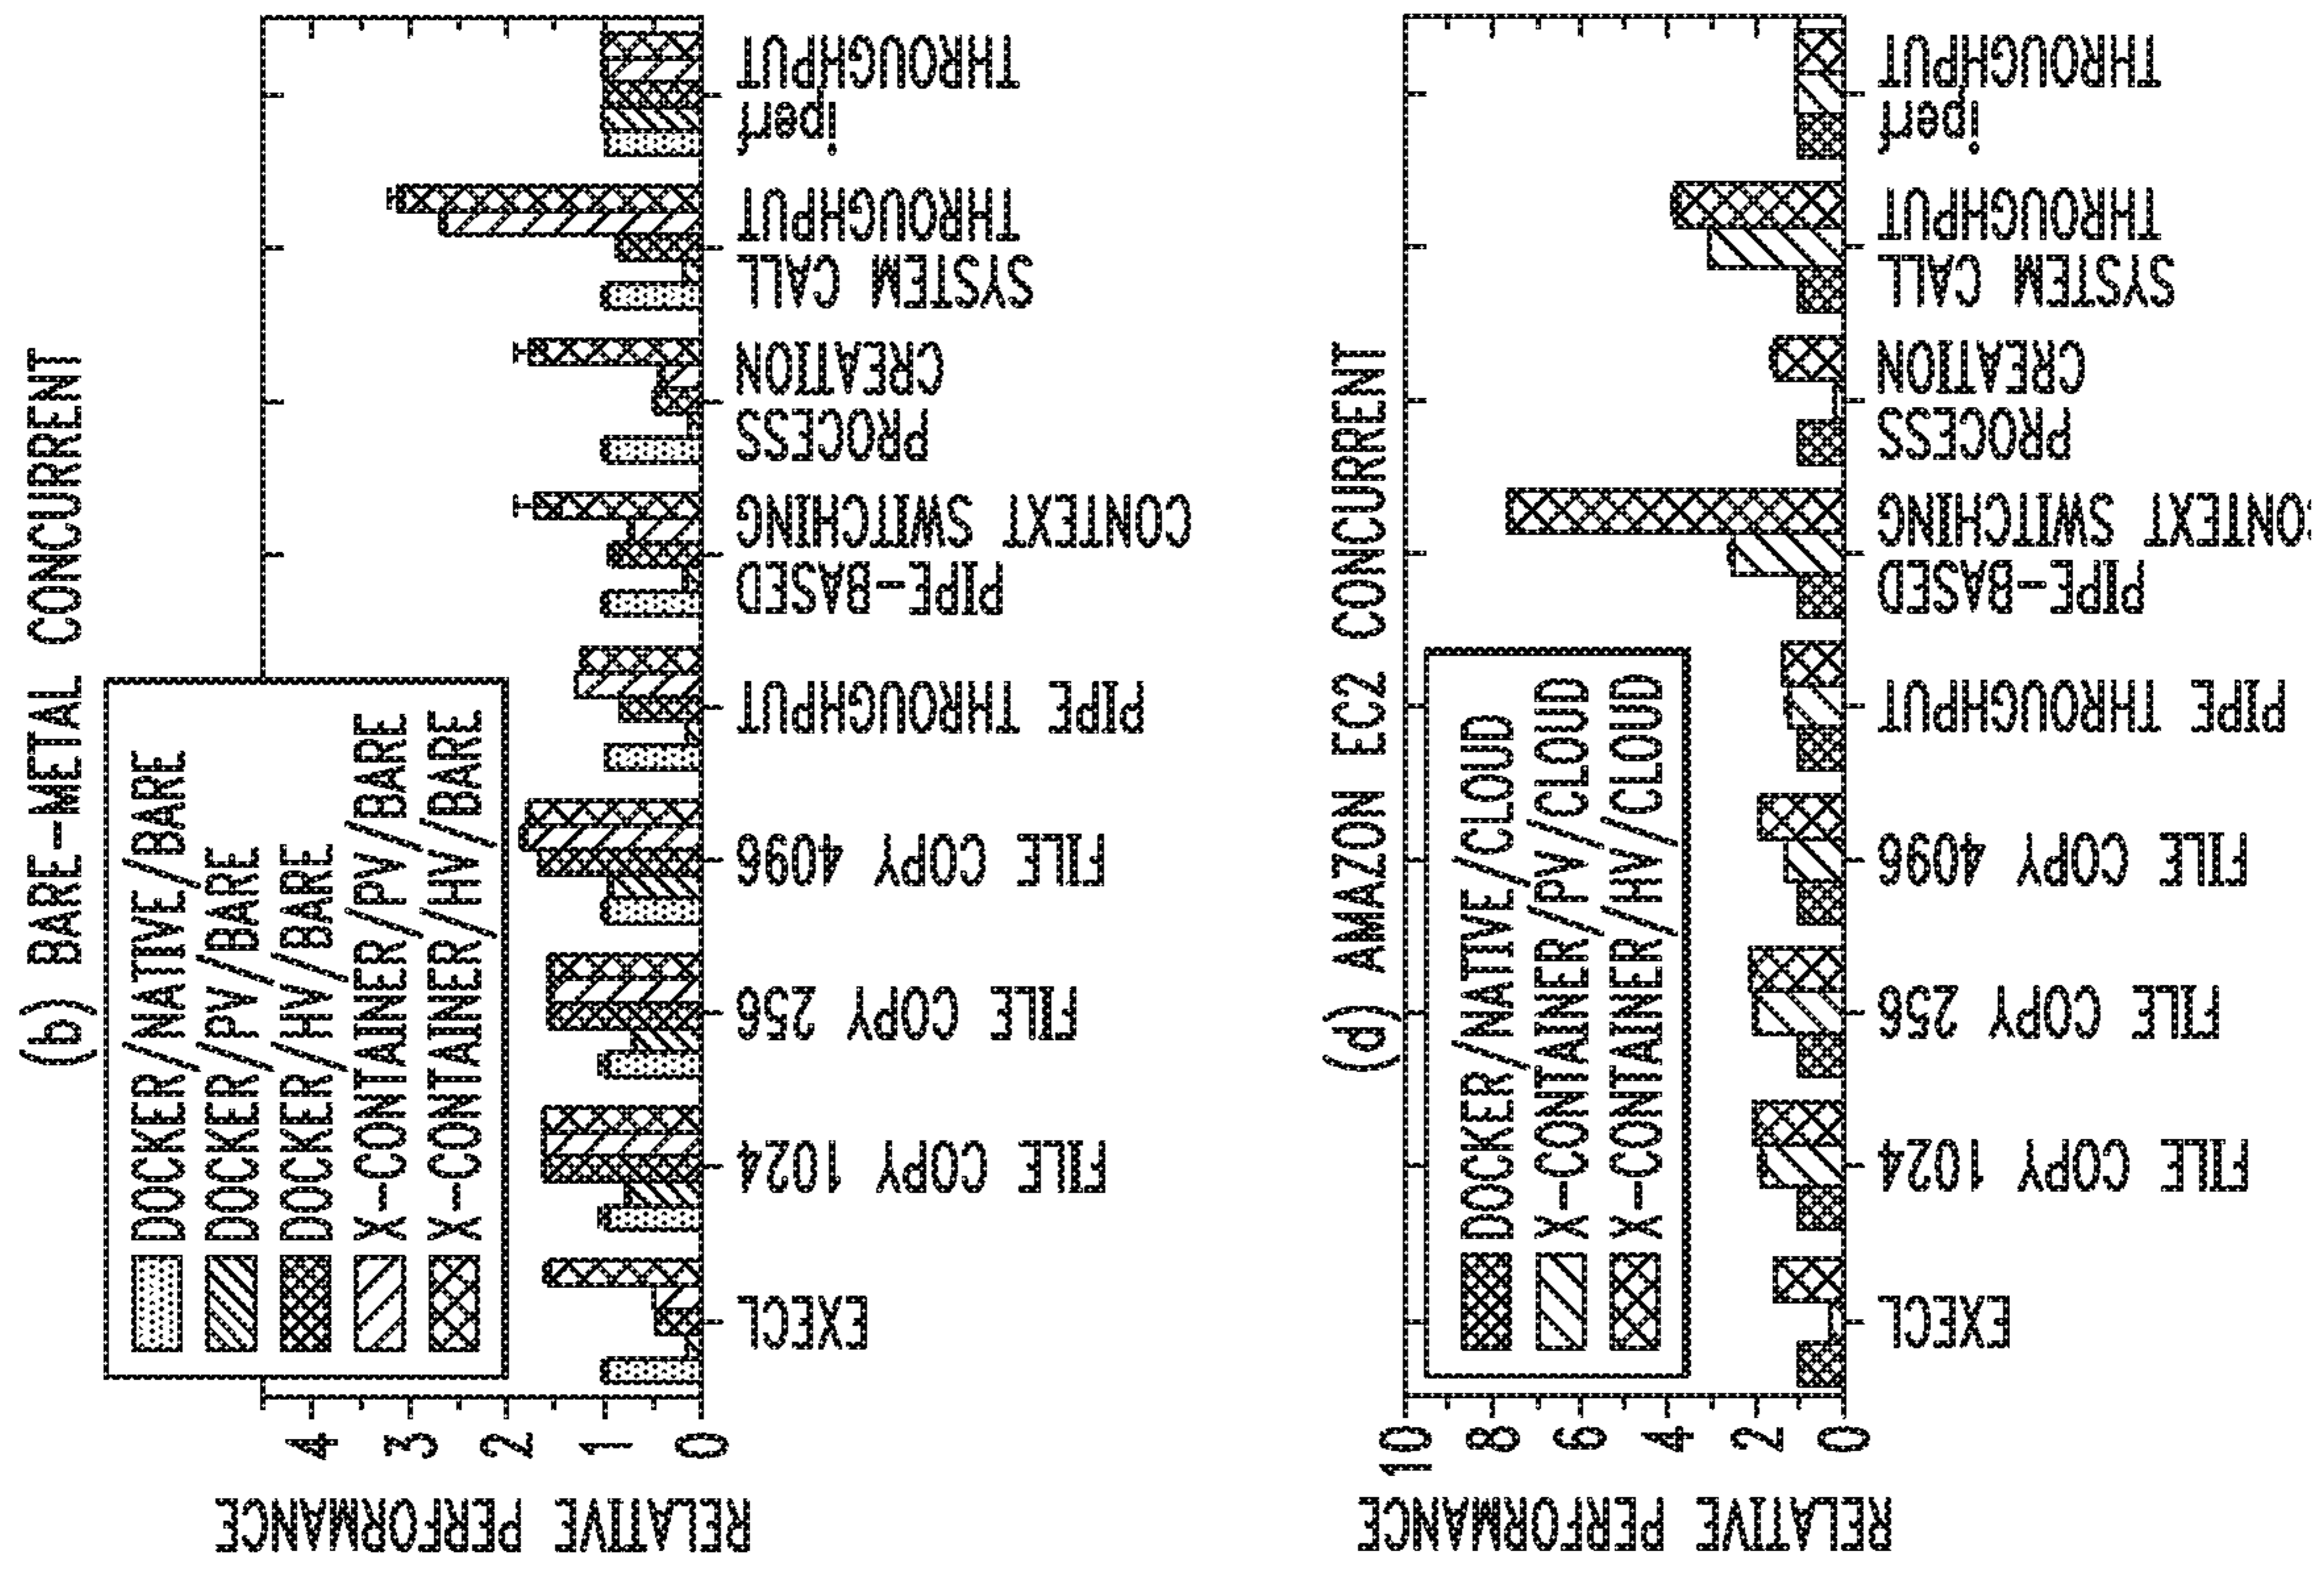 (b) BARE-METAL CONCURRENT
DOCKER/NATIVE/BARE
DOCKER/PV/BARE
DOCKER/HV/BARE
X-CONTAINER/PV/BARE
X-CONTAINER/HV/BARE
RELATIVE PERFORMANCE
4
3
2
1
0
EXECL
FILE COPY 1024
FILE COPY 256
FILE COPY 4096
PIPE THROUGHPUT
PIPE-BASED
CONTEXT SWITCHING
PROCESS
CREATION
SYSTEM CALL
THROUGHPUT
iperf
THROUGHPUT
(d) AMAZON EC2 CONCURRENT
DOCKER/NATIVE/CLOUD
X-CONTAINER/PV/CLOUD
X-CONTAINER/HV/CLOUD
RELATIVE PERFORMANCE
10
8
6
4
2
0
EXECL
FILE COPY 1024
FILE COPY 256
FILE COPY 4096
PIPE THROUGHPUT
PIPE-BASED
CONTEXT SWITCHING
PROCESS
CREATION
SYSTEM CALL
THROUGHPUT
iperf
THROUGHPUT